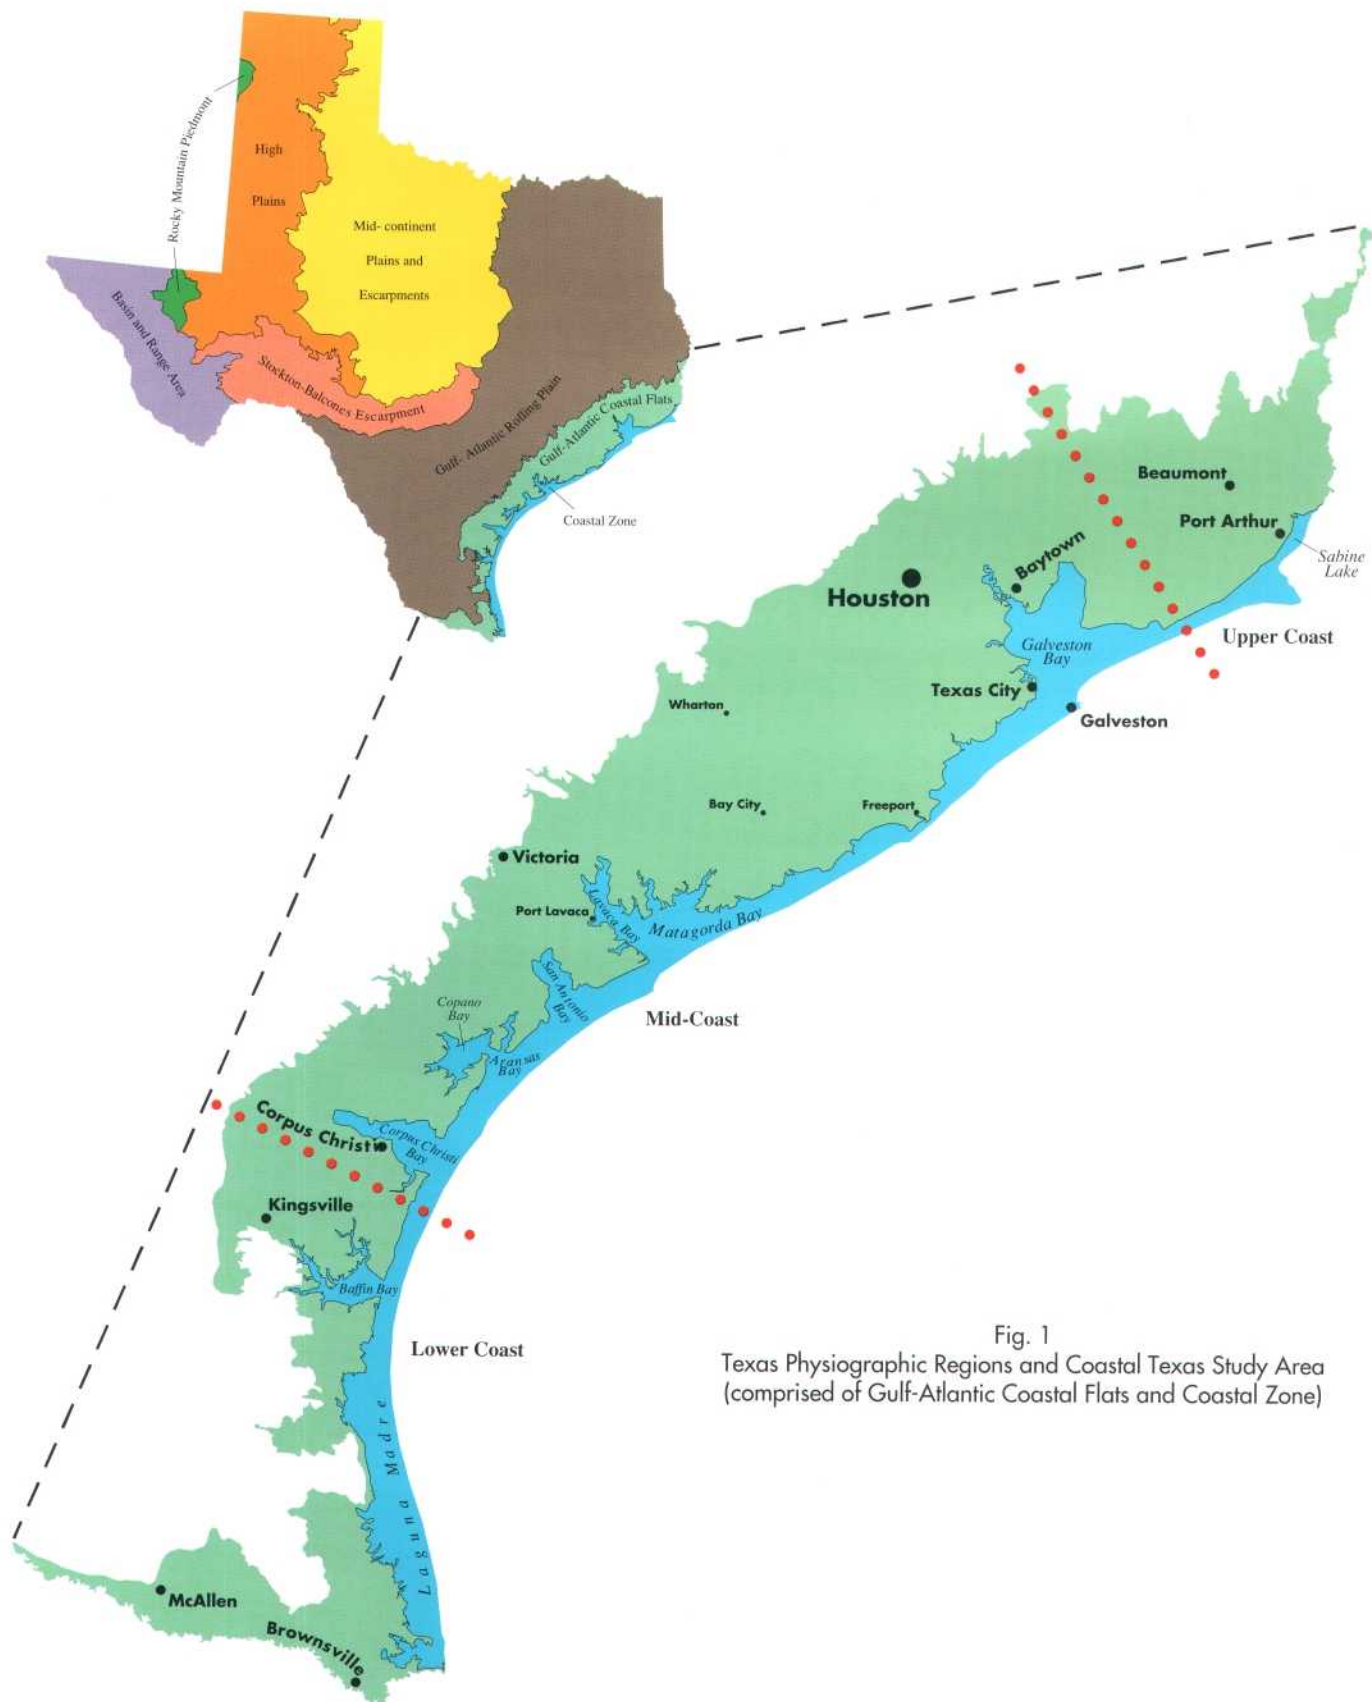 Rocky Mountain Piedmont
High
Plains
Mid- continent
Plains and
Escarpments
Basin and Range Area
Stockton-Balcones Escarpment
Gulf- Atlantic Rolling Plain
Gulf-Atlantic Coastal Flats
Coastal Zone
Beaumont
Port Arthur
Sabine
Lake
Baytown
Houston
Upper Coast
Galveston
Bay
Texas City
Galveston
Wharton
Bay City
Freeport
Victoria
Port Lavaca
Lavaca Bay
Matagorda Bay
San Antonio
Bay
Copano
Bay
Mid-Coast
Aransas
Bay
Corpus Christi
Corpus Christi
Bay
Kingsville
Baffin Bay
Lower Coast
Laguna Madre
McAllen
Brownsville
Fig. 1
Texas Physiographic Regions and Coastal Texas Study Area
(comprised of Gulf-Atlantic Coastal Flats and Coastal Zone)